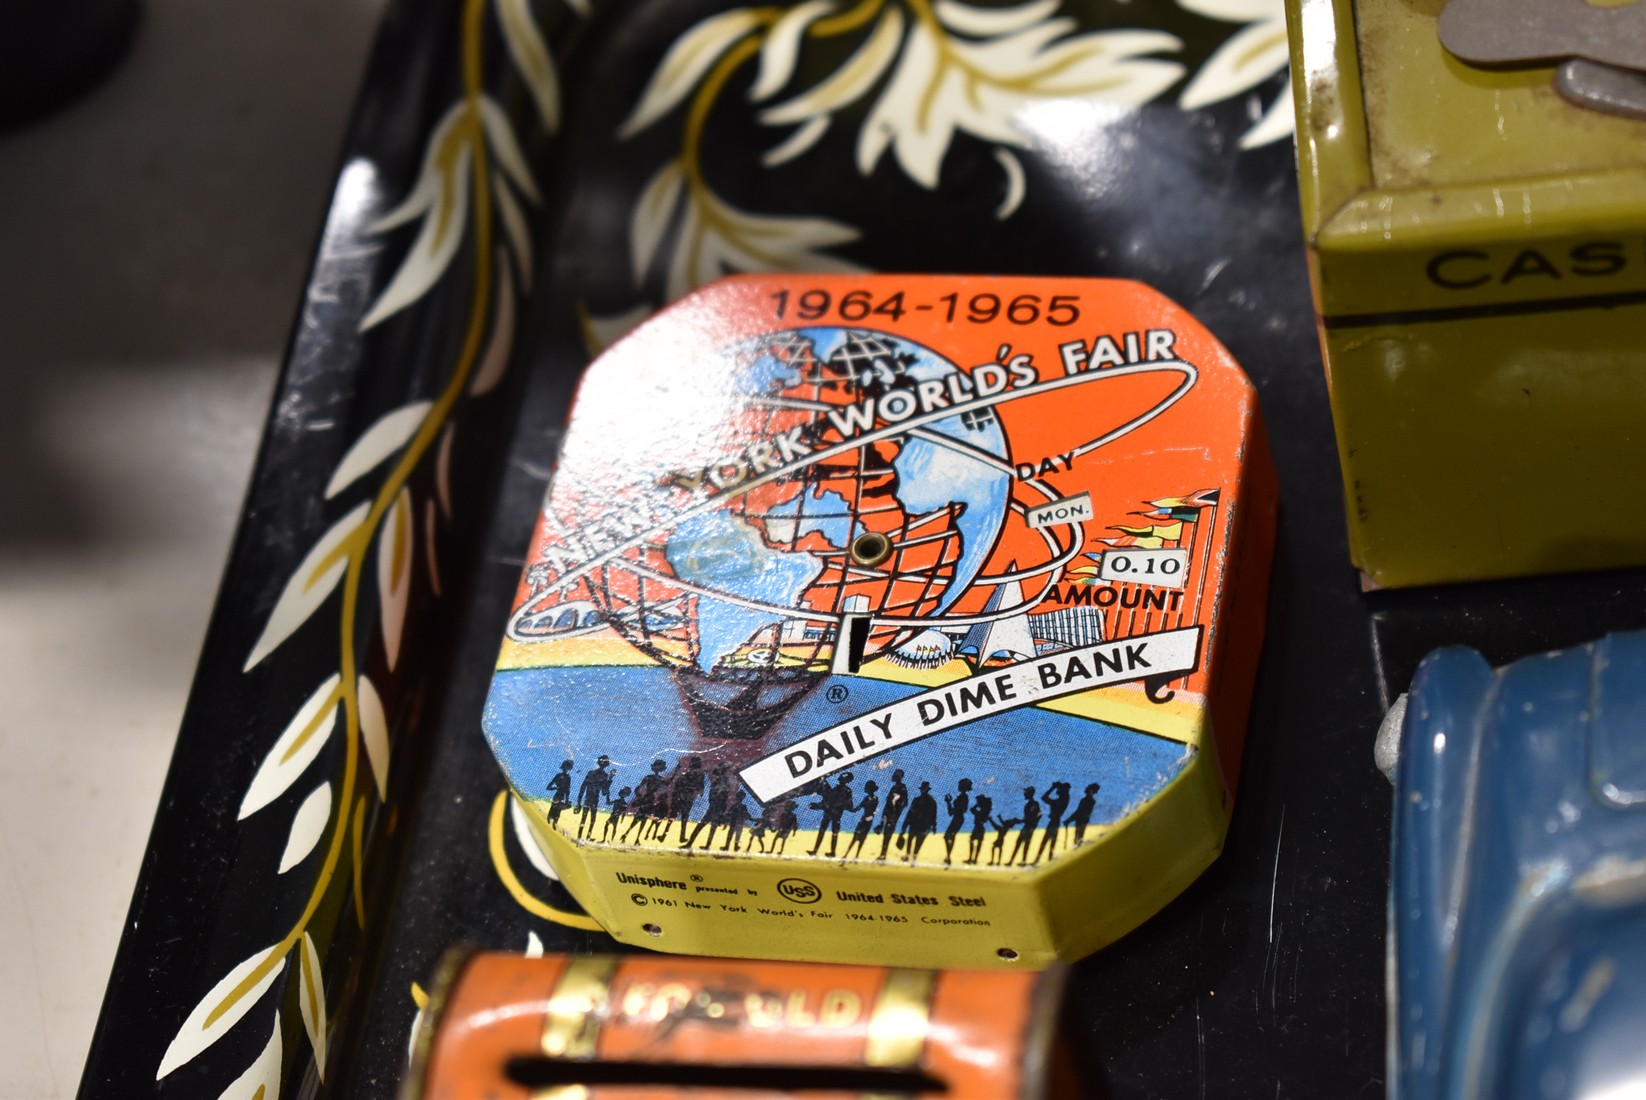 1964-1965
NEW YORK WORLD'S FAIR
DAY
MON.
0.10
AMOUNT
®
DAILY DIME BANK
Unisphere ® presented by USS United States Steel
© 1961 New York World's Fair 1964-1965 Corporation
CAS